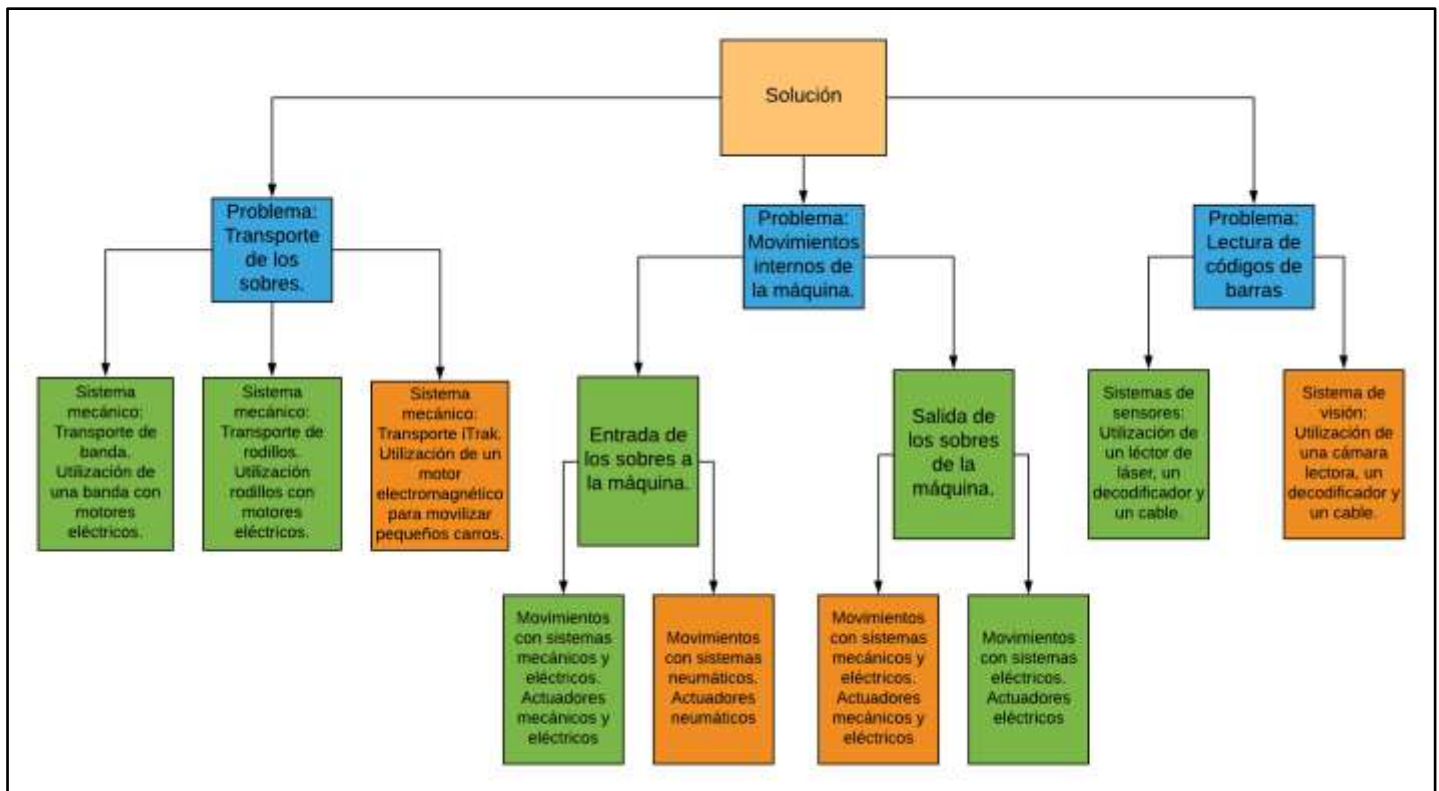 Solución
Problema:
Transporte
de los
sobres.
Problema:
Movimientos
internos de
la máquina.
Problema:
Lectura de
códigos de
barras
Sistema
mecánico:
Transporte de
banda.
Utilización de
una banda con
motores
eléctricos.
Sistema
mecánico:
Transporte de
rodillos.
Utilización
rodillos con
motores
eléctricos.
Sistema
mecánico:
Transporte iTrak.
Utilización de un
motor
electromagnético
para movilizar
pequeños carros.
Entrada de
los sobres a
la máquina.
Salida de
los sobres
de la
máquina.
Sistemas de
sensores:
Utilización de
un léctor de
láser, un
decodificador y
un cable.
Sistema de
visión:
Utilización de
una cámara
lectora, un
decodificador y
un cable.
Movimientos
con sistemas
mecánicos y
eléctricos.
Actuadores
mecánicos y
eléctricos
Movimientos
con sistemas
neumáticos.
Actuadores
neumáticos
Movimientos
con sistemas
mecánicos y
eléctricos.
Actuadores
mecánicos y
eléctricos
Movimientos
con sistemas
eléctricos.
Actuadores
eléctricos